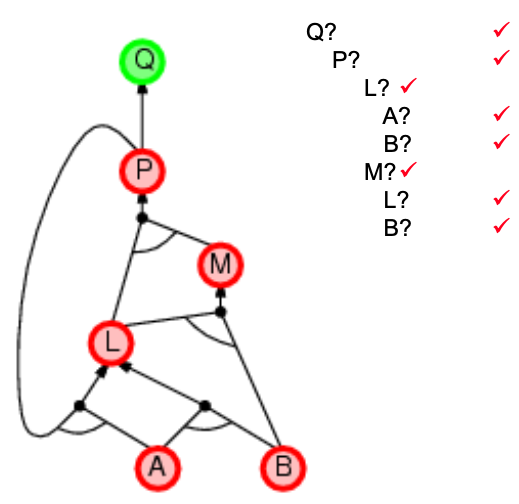 Q? ✓
P? ✓
L? ✓
A? ✓
B? ✓
M? ✓
L? ✓
B? ✓
Q
P
M
L
A B